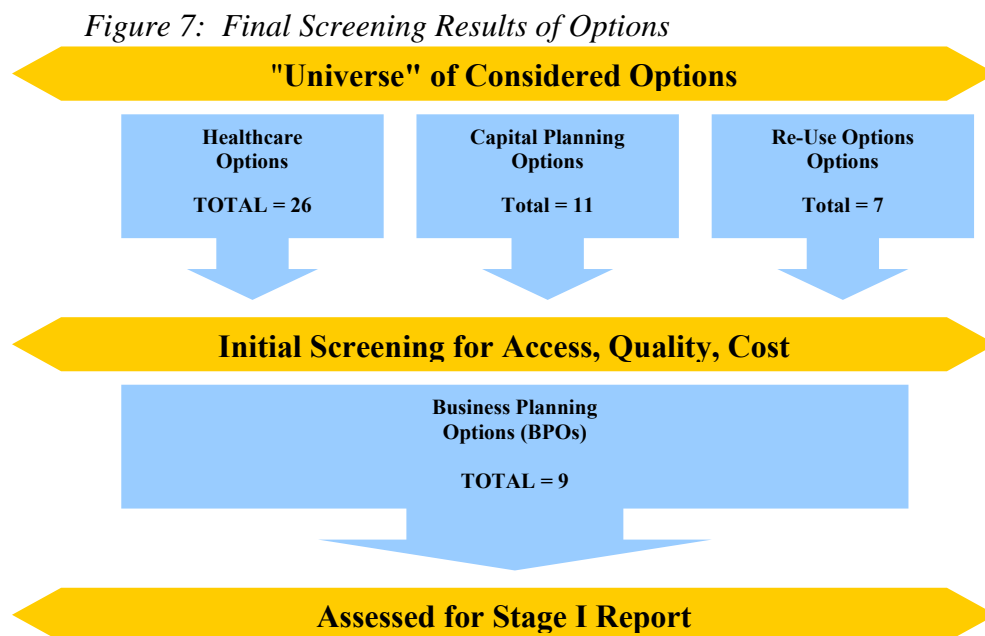 Figure 7: Final Screening Results of Options
"Universe" of Considered Options
Healthcare
Options
TOTAL = 26
Capital Planning
Options
Total = 11
Re-Use Options
Options
Total = 7
Initial Screening for Access, Quality, Cost
Business Planning
Options (BPOs)
TOTAL = 9
Assessed for Stage I Report